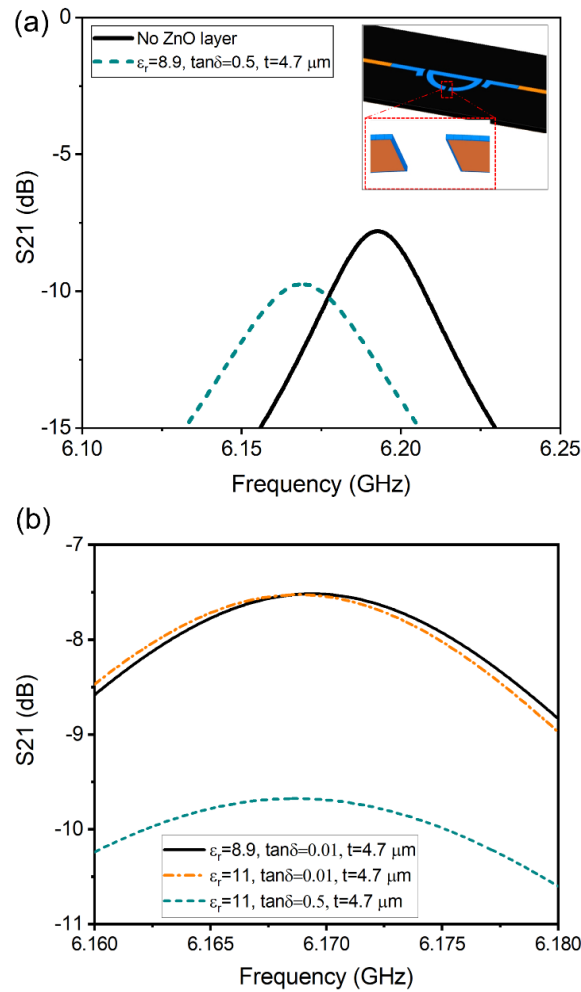 (a)
0
-5
-10
-15
S21 (dB)
No ZnO layer
εr=8.9, tanδ=0.5, t=4.7 μm
6.10
6.15
6.20
6.25
Frequency (GHz)
(b)
-7
-8
-9
-10
-11
S21 (dB)
εr=8.9, tanδ=0.01, t=4.7 μm
εr=11, tanδ=0.01, t=4.7 μm
εr=11, tanδ=0.5, t=4.7 μm
6.160
6.165
6.170
6.175
6.180
Frequency (GHz)